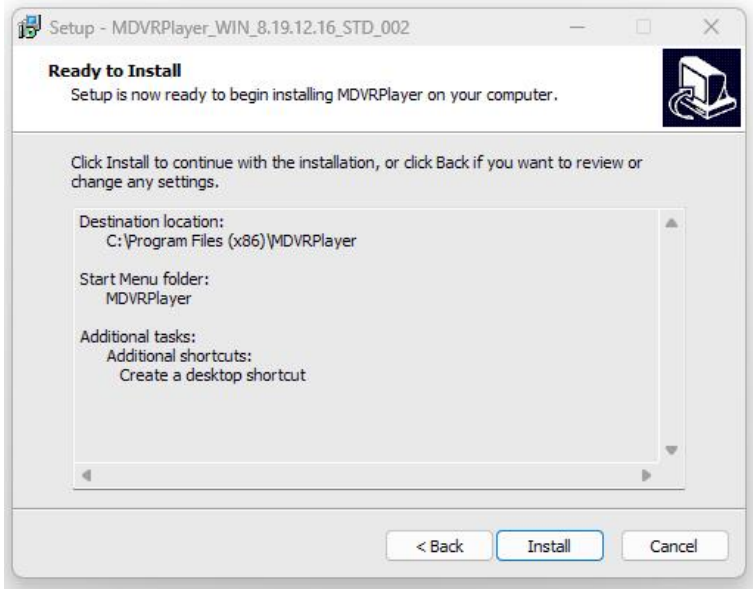 Setup - MDVRPlayer_WIN_8.19.12.16_STD_002
Ready to Install
Setup is now ready to begin installing MDVRPlayer on your computer.
Click Install to continue with the installation, or click Back if you want to review or
change any settings.
Destination location:
C:\Program Files (x86)\MDVRPlayer
Start Menu folder:
MDVRPlayer
Additional tasks:
Additional shortcuts:
Create a desktop shortcut
< Back
Install
Cancel